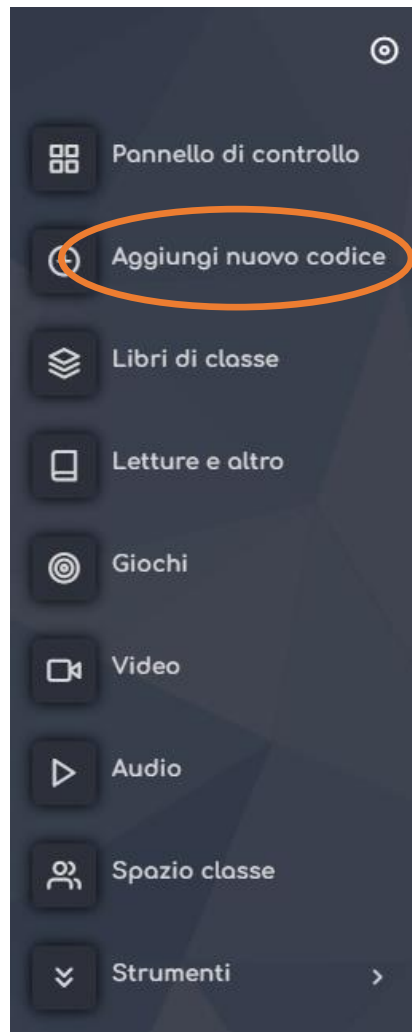 Pannello di controllo
Aggiungi nuovo codice
Libri di classe
Letture e altro
Giochi
Video
Audio
Spazio classe
Strumenti